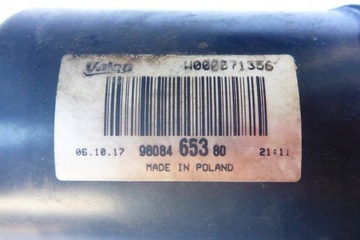 Valeo W000071356
06.10.17 98084 653 80 21:11
MADE IN POLAND